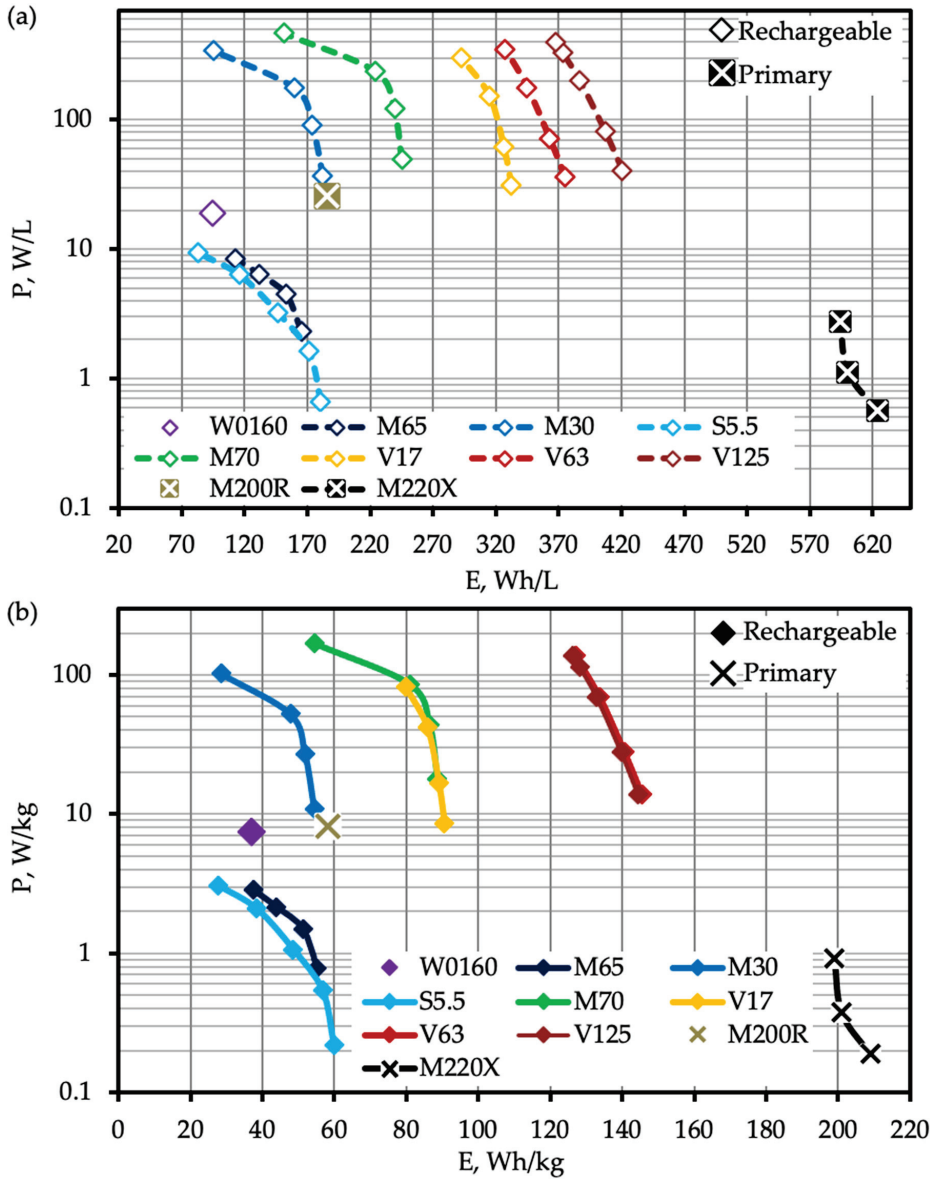 (a)
Rechargeable
Primary
100
10
1
0.1
P, W/L
W0160 M65 M30 S5.5
M70 V17 V63 V125
M200R M220X
20 70 120 170 220 270 320 370 420 470 520 570 620
E, Wh/L
(b)
Rechargeable
Primary
100
10
1
0.1
P, W/kg
W0160 M65 M30
S5.5 M70 V17
V63 V125 M200R
M220X
0 20 40 60 80 100 120 140 160 180 200 220
E, Wh/kg